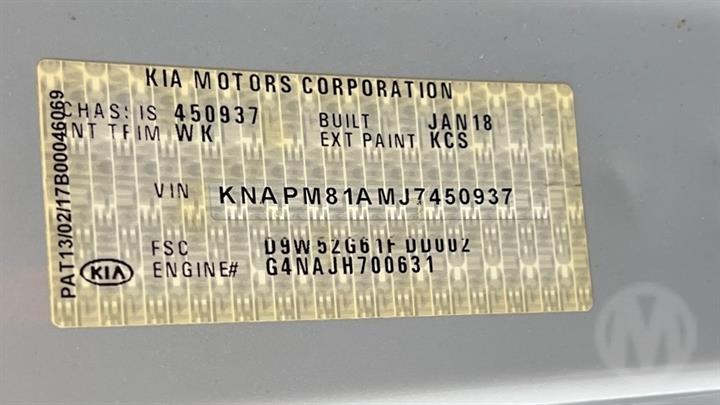 KIA MOTORS CORPORATION
CHASSIS 450937 BUILT JAN18
INT TRIM WK EXT PAINT KCS
VIN KNAPM81AMJ7450937
FSC D9W52G61F DD002
ENGINE# G4NAJH700631
KIA
PAT13/02/17B00046069
M